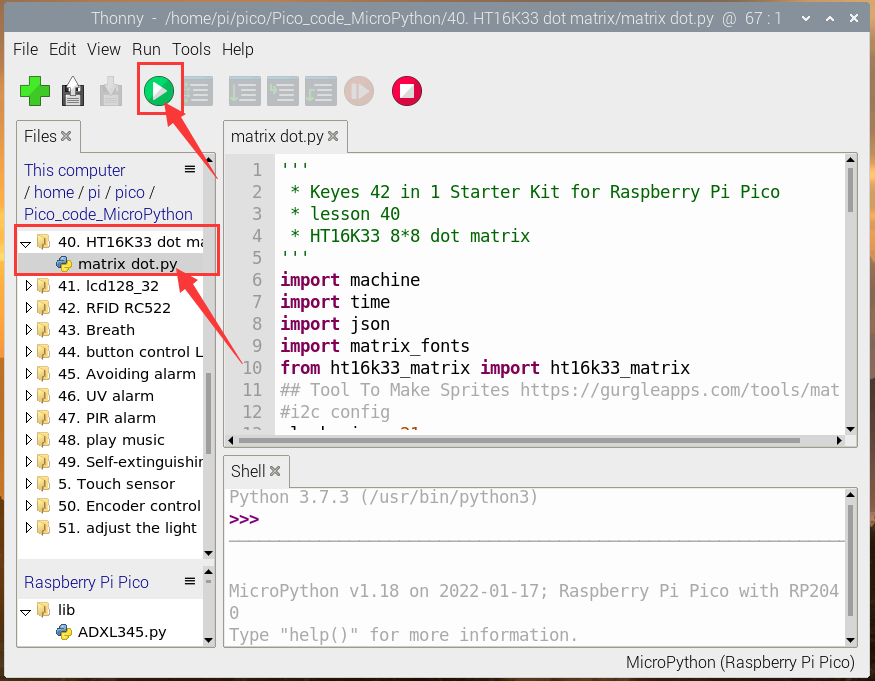 Thonny - /home/pi/pico/Pico_code_MicroPython/40. HT16K33 dot matrix/matrix dot.py @ 67 : 1
File Edit View Run Tools Help
Files
This computer
/ home / pi / pico /
Pico_code_MicroPython
40. HT16K33 dot ma
matrix dot.py
41. lcd128_32
42. RFID RC522
43. Breath
44. button control L
45. Avoiding alarm
46. UV alarm
47. PIR alarm
48. play music
49. Self-extinguishin
5. Touch sensor
50. Encoder control
51. adjust the light
Raspberry Pi Pico
lib
ADXL345.py
matrix dot.py
1 '''
2 * Keyes 42 in 1 Starter Kit for Raspberry Pi Pico
3 * lesson 40
4 * HT16K33 8*8 dot matrix
5 '''
6 import machine
7 import time
8 import json
9 import matrix_fonts
10 from ht16k33_matrix import ht16k33_matrix
11 ## Tool To Make Sprites https://gurgleapps.com/tools/mat
12 #i2c config
Shell
Python 3.7.3 (/usr/bin/python3)
>>>
MicroPython v1.18 on 2022-01-17; Raspberry Pi Pico with RP204
0
Type "help()" for more information.
MicroPython (Raspberry Pi Pico)